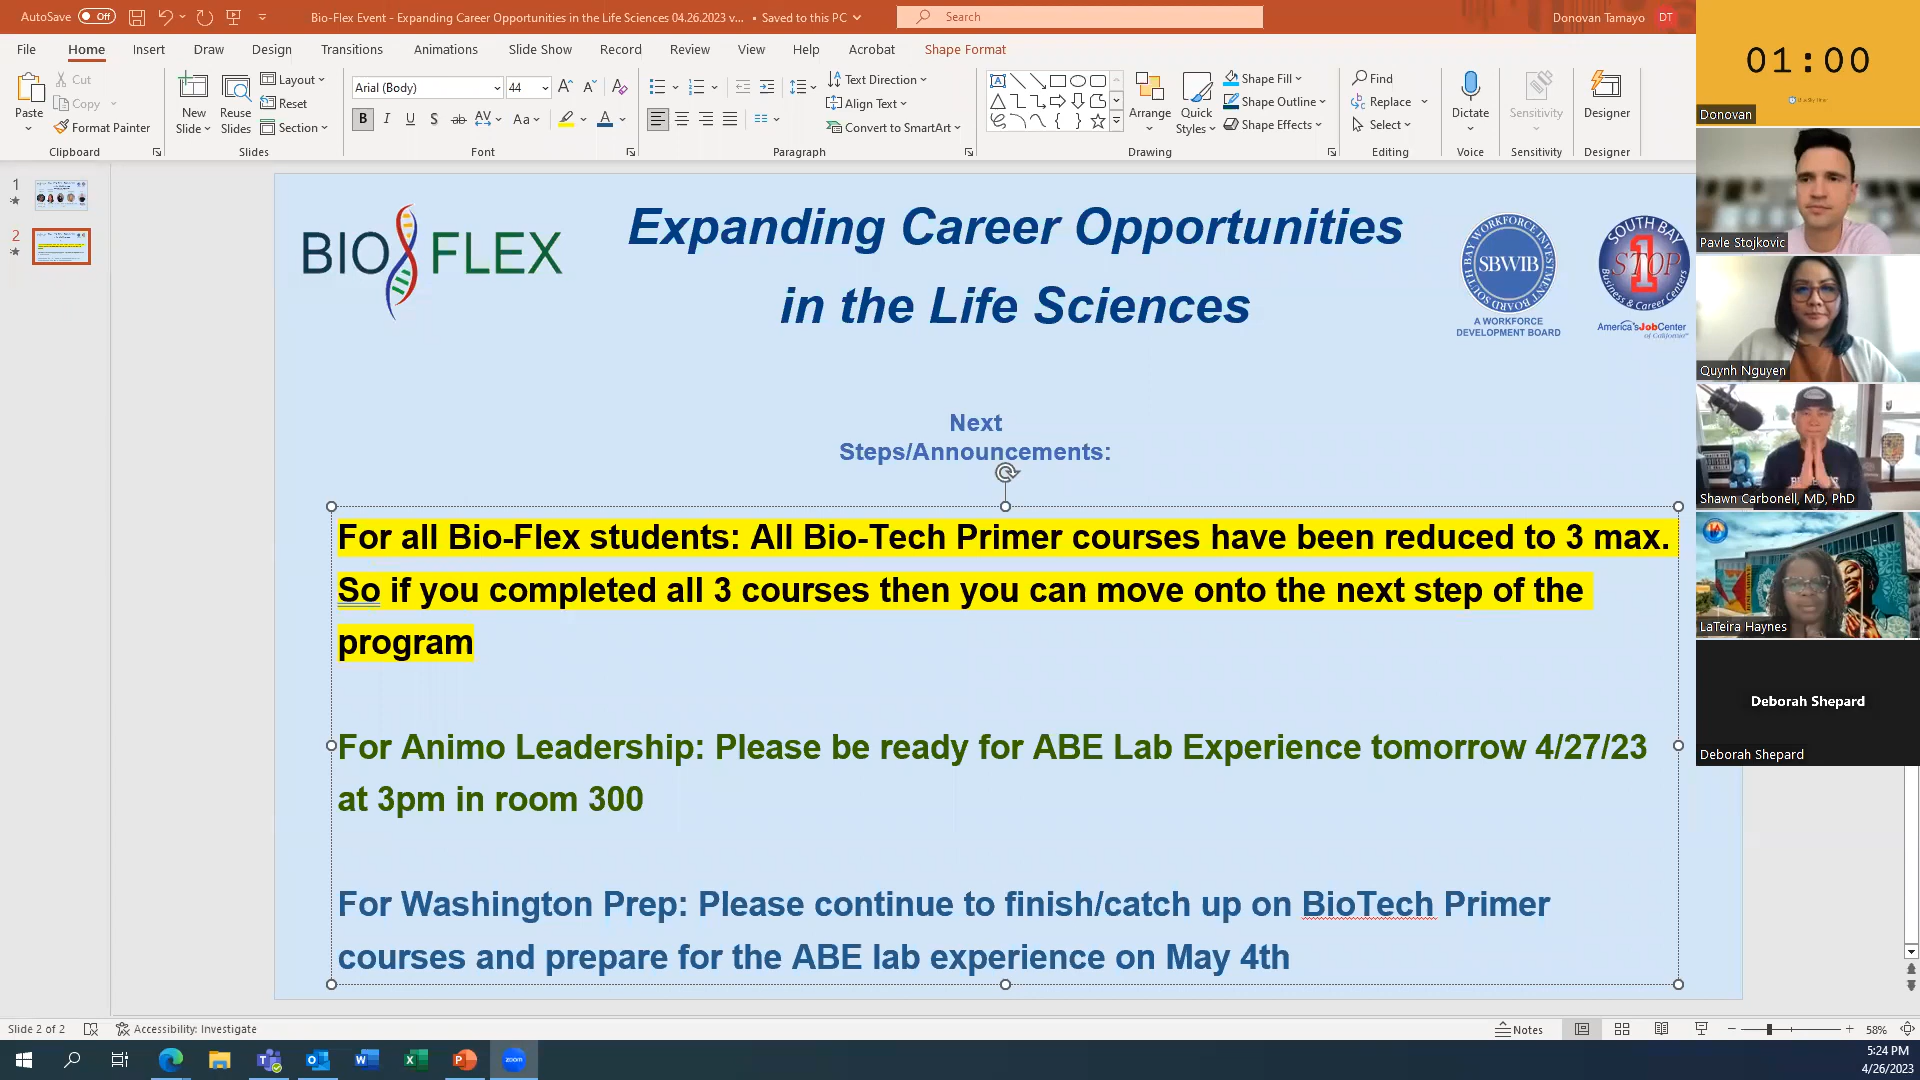 AutoSave Off
Bio-Flex Event - Expanding Career Opportunities in the Life Sciences 04.26.2023 v... • Saved to this PC
Search
Donovan Tamayo DT
File Home Insert Draw Design Transitions Animations Slide Show Record Review View Help Acrobat Shape Format
Paste
Cut
Copy
Format Painter
Clipboard
New Slide
Reuse Slides
Layout
Reset
Section
Slides
Arial (Body) 44
Font
Text Direction
Align Text
Convert to SmartArt
Paragraph
Arrange
Quick Styles
Shape Fill
Shape Outline
Shape Effects
Drawing
Find
Replace
Select
Editing
Dictate
Voice
Sensitivity
Sensitivity
Designer
Designer
1
2
BIO FLEX
Expanding Career Opportunities
in the Life Sciences
SOUTH BAY WORKFORCE INVESTMENT BOARD
SBWIB
A WORKFORCE
DEVELOPMENT BOARD
SOUTH BAY
1 STOP
Business & Career Centers
America'sJobCenter
of California
Next
Steps/Announcements:
For all Bio-Flex students: All Bio-Tech Primer courses have been reduced to 3 max.
So if you completed all 3 courses then you can move onto the next step of the
program
For Animo Leadership: Please be ready for ABE Lab Experience tomorrow 4/27/23
at 3pm in room 300
For Washington Prep: Please continue to finish/catch up on BioTech Primer
courses and prepare for the ABE lab experience on May 4th
01:00
Donovan
Pavle Stojkovic
Quynh Nguyen
Shawn Carbonell, MD, PhD
LaTeira Haynes
Deborah Shepard
Deborah Shepard
Slide 2 of 2
Accessibility: Investigate
Notes
58%
zoom
5:24 PM
4/26/2023